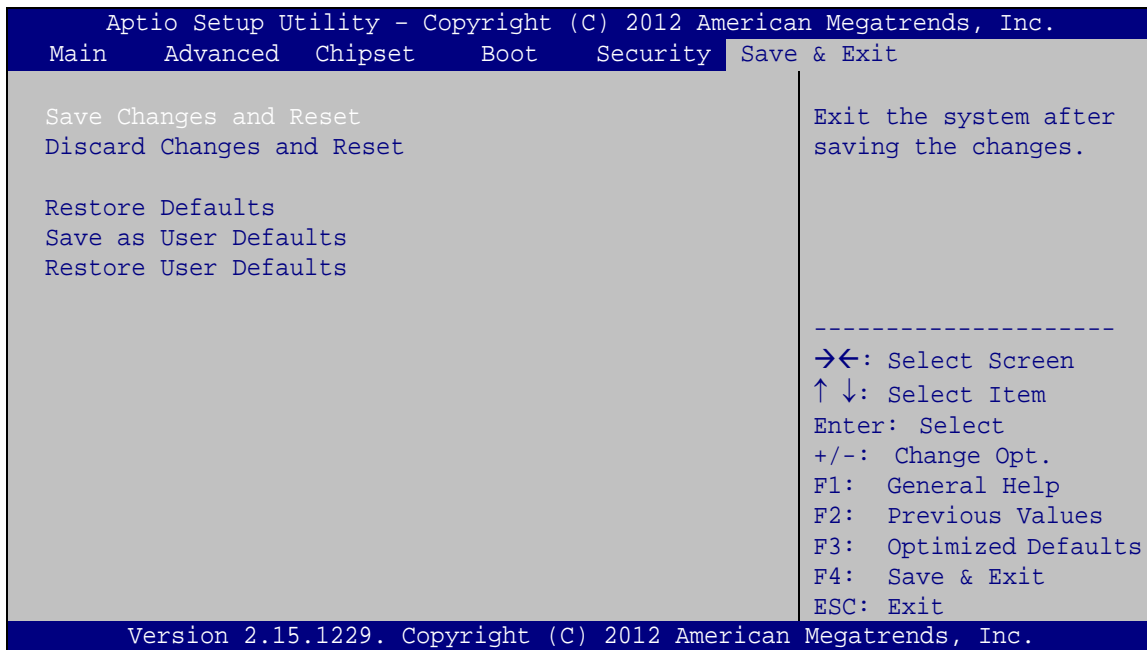 Aptio Setup Utility – Copyright (C) 2012 American Megatrends, Inc.
Main Advanced Chipset Boot Security Save & Exit
Save Changes and Reset
Discard Changes and Reset
Restore Defaults
Save as User Defaults
Restore User Defaults
Exit the system after
saving the changes.
---------------------
→←: Select Screen
↑ ↓: Select Item
Enter: Select
+/-: Change Opt.
F1: General Help
F2: Previous Values
F3: Optimized Defaults
F4: Save & Exit
ESC: Exit
Version 2.15.1229. Copyright (C) 2012 American Megatrends, Inc.